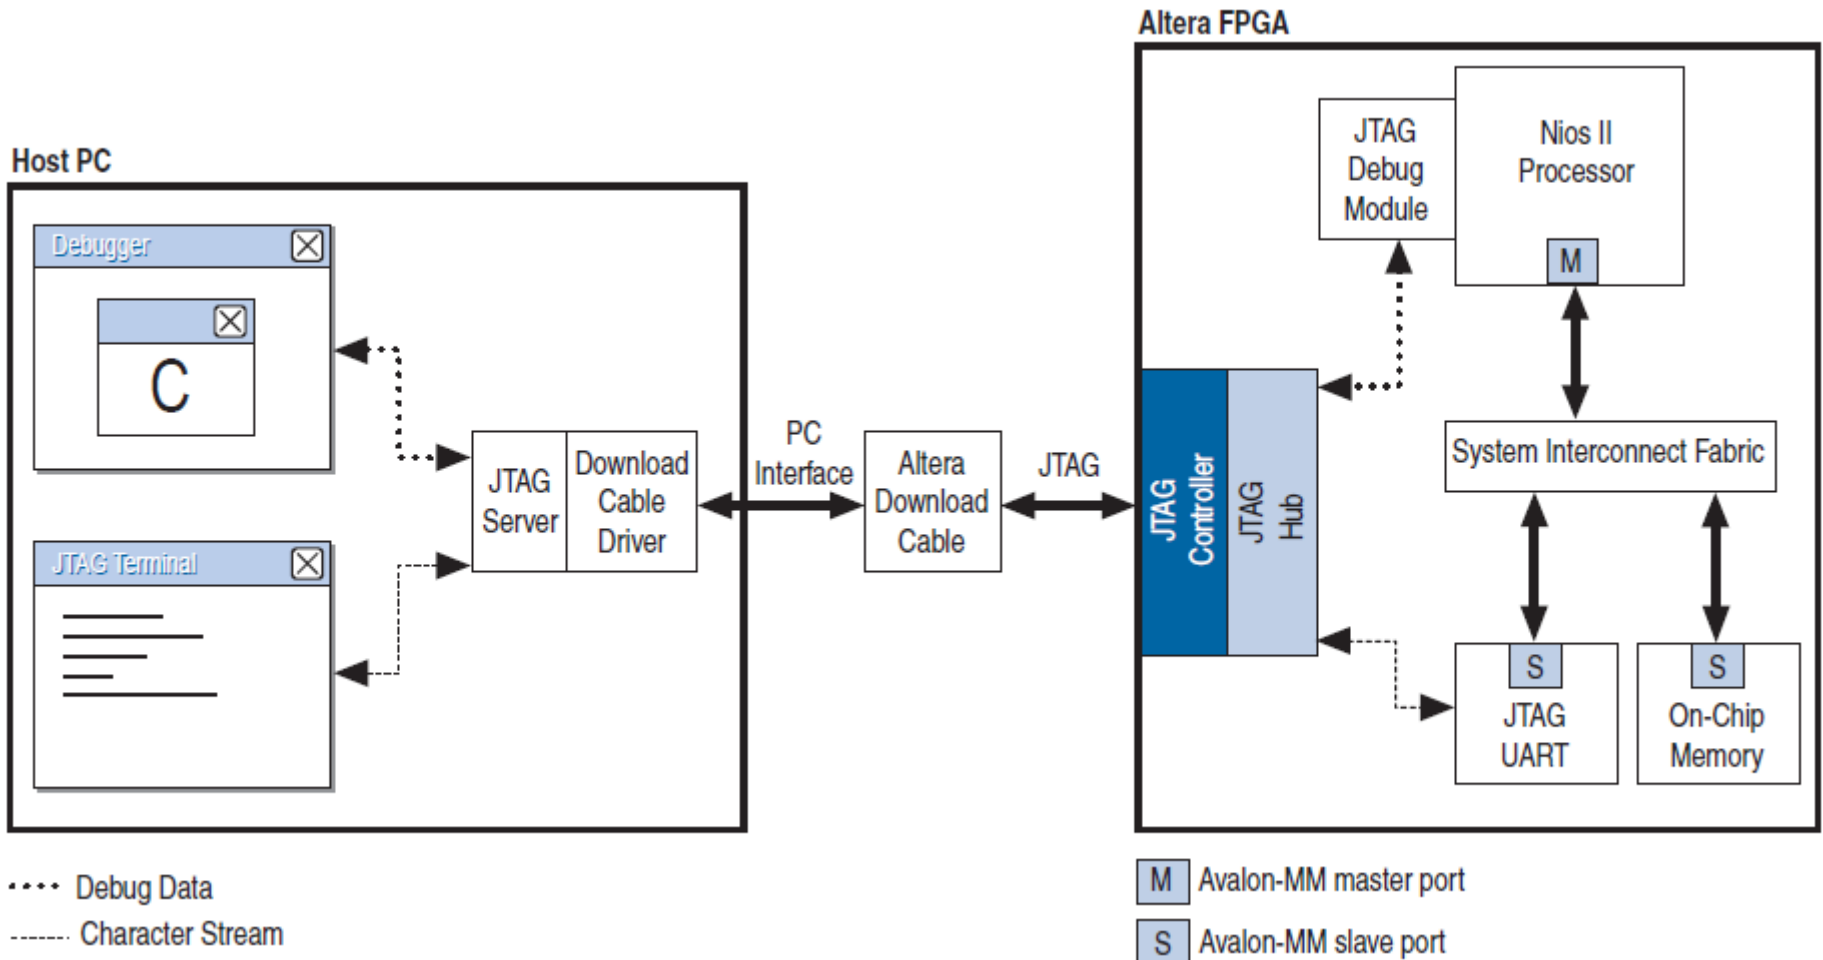 Altera FPGA
Host PC
Debugger
C
JTAG Terminal
JTAG
Server
Download
Cable
Driver
PC
Interface
Altera
Download
Cable
JTAG
JTAG
Controller
JTAG
Hub
JTAG
Debug
Module
Nios II
Processor
M
System Interconnect Fabric
S
JTAG
UART
S
On-Chip
Memory
Debug Data
Character Stream
M Avalon-MM master port
S Avalon-MM slave port